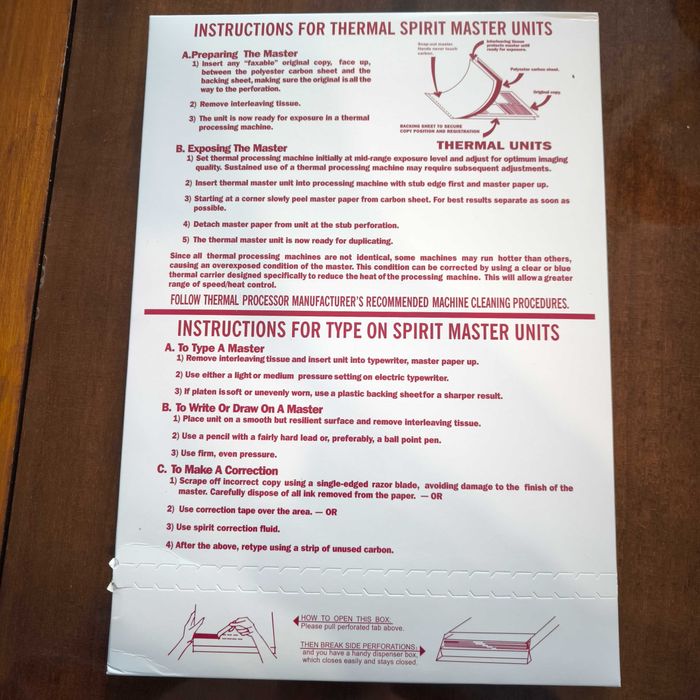 INSTRUCTIONS FOR THERMAL SPIRIT MASTER UNITS
A.Preparing The Master
1) Insert any "faxable" original copy, face up,
between the polyester carbon sheet and the
backing sheet, making sure the original is all the
way to the perforation.
2) Remove interleaving tissue.
3) The unit is now ready for exposure in a thermal
processing machine.
Snap-out master.
Hands never touch
carbon.
Interleaving tissue
protects master until
ready for exposure.
Polyester carbon sheet.
Original copy.
BACKING SHEET TO SECURE
COPY POSITION AND REGISTRATION
THERMAL UNITS
B. Exposing The Master
1) Set thermal processing machine initially at mid-range exposure level and adjust for optimum imaging
quality. Sustained use of a thermal processing machine may require subsequent adjustments.
2) Insert thermal master unit into processing machine with stub edge first and master paper up.
3) Starting at a corner slowly peel master paper from carbon sheet. For best results separate as soon as
possible.
4) Detach master paper from unit at the stub perforation.
5) The thermal master unit is now ready for duplicating.
Since all thermal processing machines are not identical, some machines may run hotter than others,
causing an overexposed condition of the master. This condition can be corrected by using a clear or blue
thermal carrier designed specifically to reduce the heat of the processing machine. This will allow a greater
range of speed/heat control.
FOLLOW THERMAL PROCESSOR MANUFACTURER'S RECOMMENDED MACHINE CLEANING PROCEDURES.
INSTRUCTIONS FOR TYPE ON SPIRIT MASTER UNITS
A. To Type A Master
1) Remove interleaving tissue and insert unit into typewriter, master paper up.
2) Use either a light or medium pressure setting on electric typewriter.
3) If platen is soft or unevenly worn, use a plastic backing sheet for a sharper result.
B. To Write Or Draw On A Master
1) Place unit on a smooth but resilient surface and remove interleaving tissue.
2) Use a pencil with a fairly hard lead or, preferably, a ball point pen.
3) Use firm, even pressure.
C. To Make A Correction
1) Scrape off incorrect copy using a single-edged razor blade, avoiding damage to the finish of the
master. Carefully dispose of all ink removed from the paper. — OR
2) Use correction tape over the area. — OR
3) Use spirit correction fluid.
4) After the above, retype using a strip of unused carbon.
HOW TO OPEN THIS BOX.
Please pull perforated tab above.
THEN BREAK SIDE PERFORATIONS,
and you have a handy dispenser box,
which closes easily and stays closed.